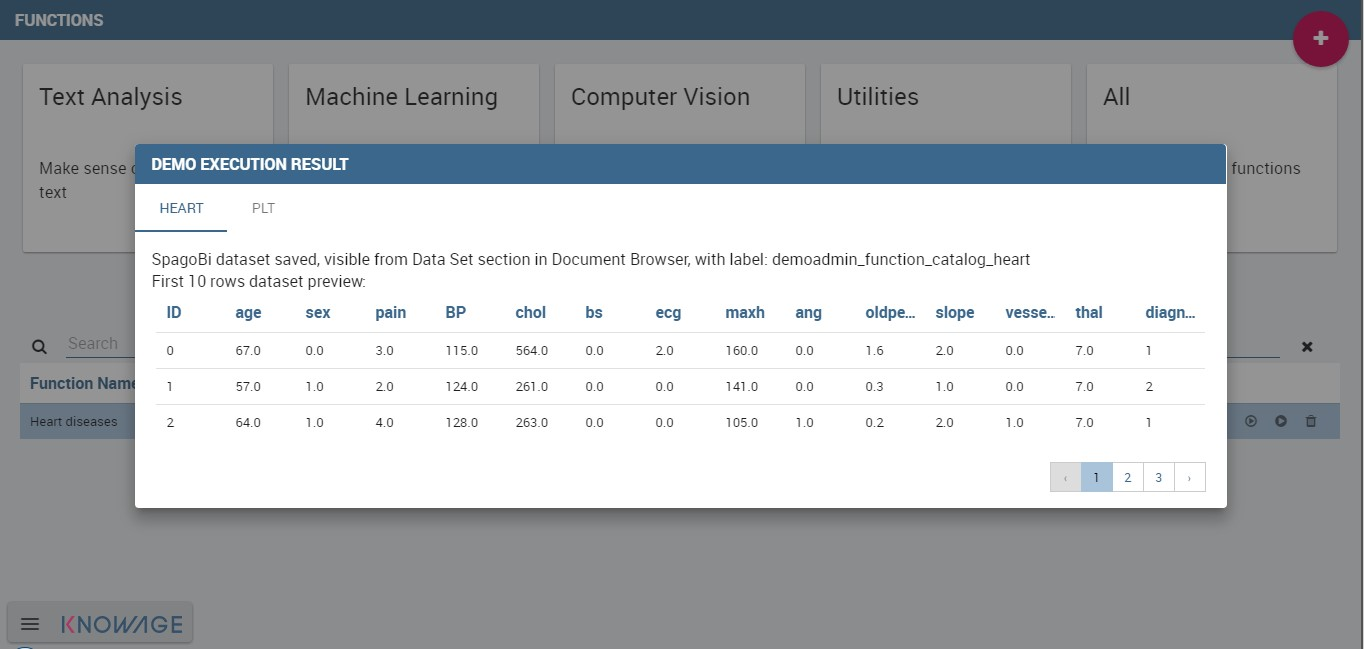 FUNCTIONS
+
Text Analysis Machine Learning Computer Vision Utilities All
Make sense
text
functions
DEMO EXECUTION RESULT
HEART PLT
SpagoBi dataset saved, visible from Data Set section in Document Browser, with label: demoadmin_function_catalog_heart
First 10 rows dataset preview:
ID age sex pain BP chol bs ecg maxh ang oldpe... slope vesse... thal diagn...
0 67.0 0.0 3.0 115.0 564.0 0.0 2.0 160.0 0.0 1.6 2.0 0.0 7.0 1
1 57.0 1.0 2.0 124.0 261.0 0.0 0.0 141.0 0.0 0.3 1.0 0.0 7.0 2
2 64.0 1.0 4.0 128.0 263.0 0.0 0.0 105.0 1.0 0.2 2.0 1.0 7.0 1
‹ 1 2 3 ›
Search
Function Name
Heart diseases
KNOWAGE